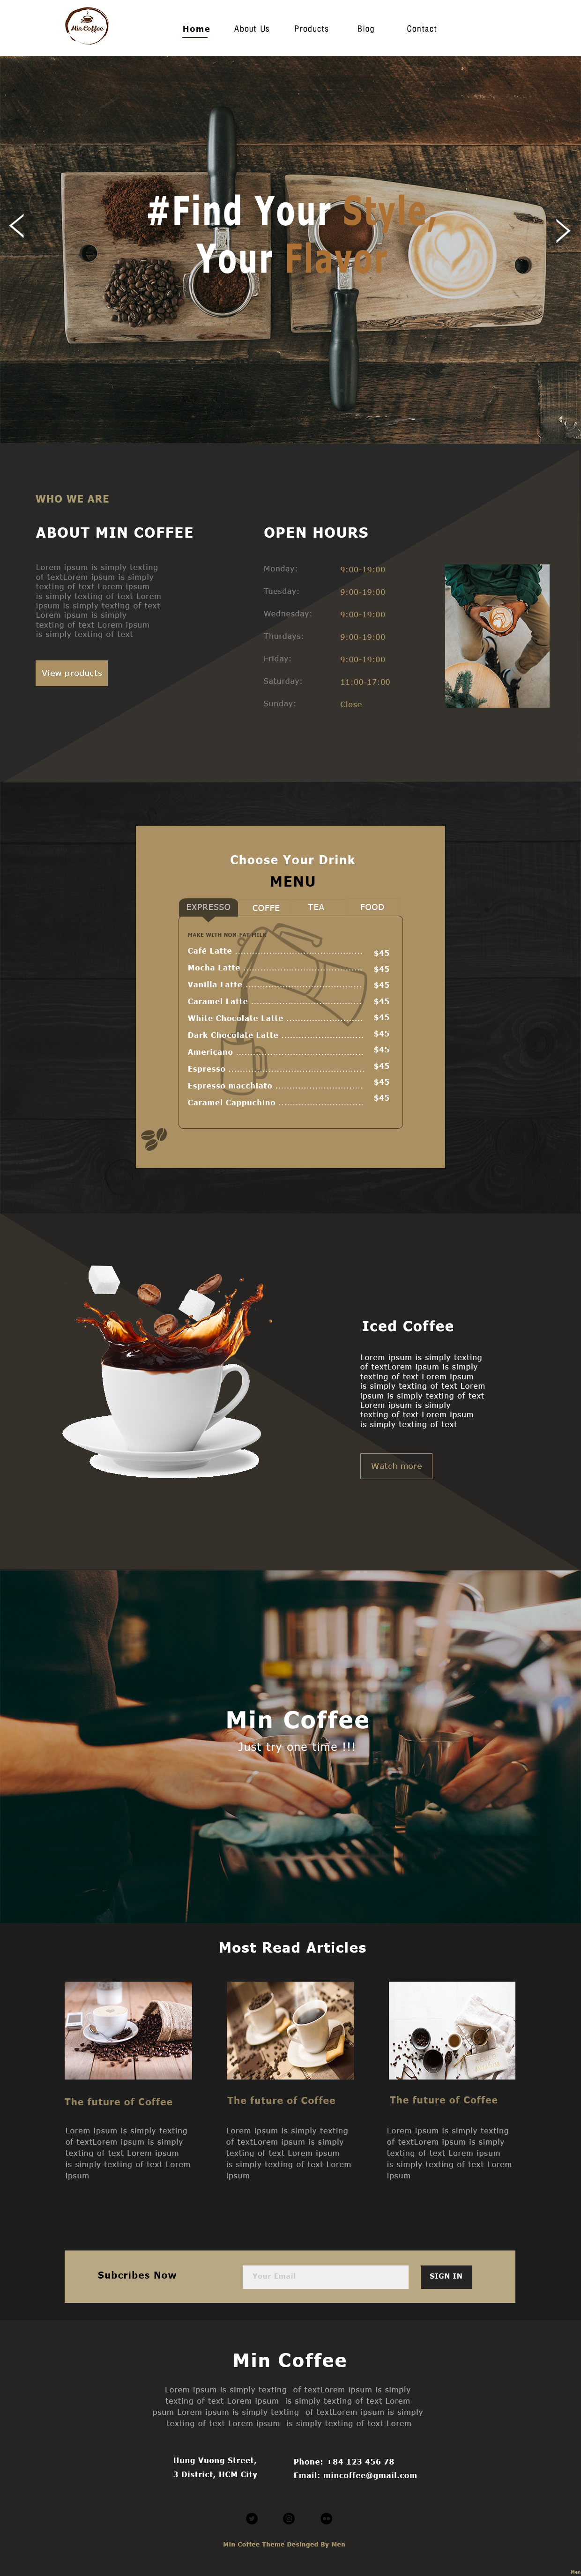 Min Coffee
Home About Us Products Blog Contact
#Find Your Style,
Your Flavor
WHO WE ARE
ABOUT MIN COFFEE
Lorem ipsum is simply texting
of textLorem ipsum is simply
texting of text Lorem ipsum
is simply texting of text Lorem
ipsum is simply texting of text
Lorem ipsum is simply
texting of text Lorem ipsum
is simply texting of text
View products
OPEN HOURS
Monday: 9:00-19:00
Tuesday: 9:00-19:00
Wednesday: 9:00-19:00
Thurdays: 9:00-19:00
Friday: 9:00-19:00
Saturday: 11:00-17:00
Sunday: Close
Choose Your Drink
MENU
EXPRESSO COFFE TEA FOOD
MAKE WITH NON-FAT MILK
Café Latte ........................................ $45
Mocha Latte ...................................... $45
Vanilla Latte ..................................... $45
Caramel Latte ................................... $45
White Chocolate Latte ........................ $45
Dark Chocolate Latte .......................... $45
Americano ........................................ $45
Espresso .......................................... $45
Espresso macchiato ............................ $45
Caramel Cappuchino ........................... $45
Iced Coffee
Lorem ipsum is simply texting
of textLorem ipsum is simply
texting of text Lorem ipsum
is simply texting of text Lorem
ipsum is simply texting of text
Lorem ipsum is simply
texting of text Lorem ipsum
is simply texting of text
Watch more
Min Coffee
Just try one time !!!
Most Read Articles
The future of Coffee
Lorem ipsum is simply texting
of textLorem ipsum is simply
texting of text Lorem ipsum
is simply texting of text Lorem
ipsum
The future of Coffee
Lorem ipsum is simply texting
of textLorem ipsum is simply
texting of text Lorem ipsum
is simply texting of text Lorem
ipsum
The future of Coffee
Lorem ipsum is simply texting
of textLorem ipsum is simply
texting of text Lorem ipsum
is simply texting of text Lorem
ipsum
Subcribes Now Your Email SIGN IN
Min Coffee
Lorem ipsum is simply texting  of textLorem ipsum is simply
texting of text Lorem ipsum  is simply texting of text Lorem
psum Lorem ipsum is simply texting  of textLorem ipsum is simply
texting of text Lorem ipsum  is simply texting of text Lorem
Hung Vuong Street,
3 District, HCM City
Phone: +84 123 456 78
Email: mincoffee@gmail.com
Min Coffee Theme Desinged By Men